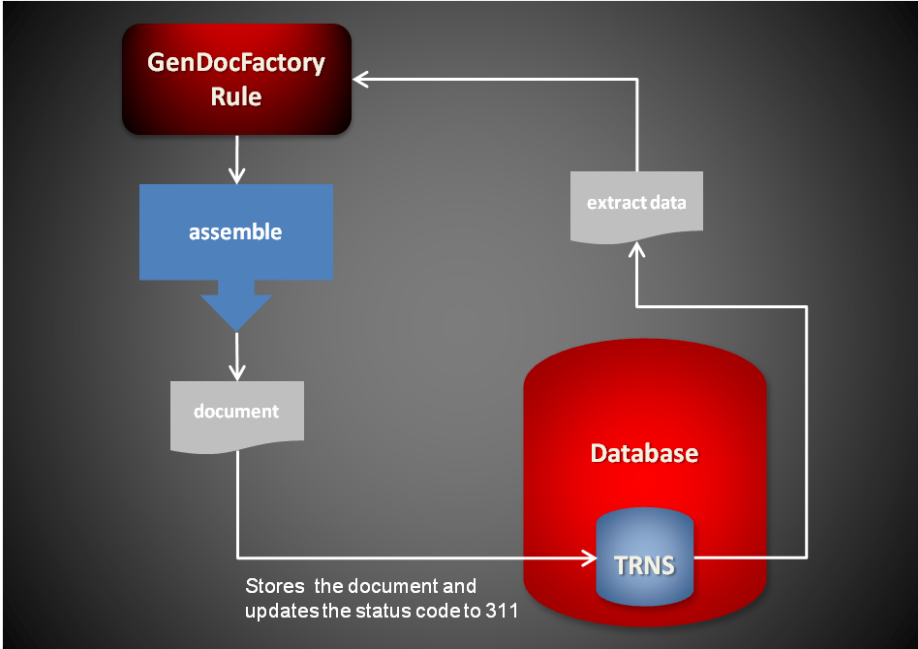 GenDocFactory
Rule
extract data
assemble
document
Database
TRNS
Stores the document and
updates the status code to 311